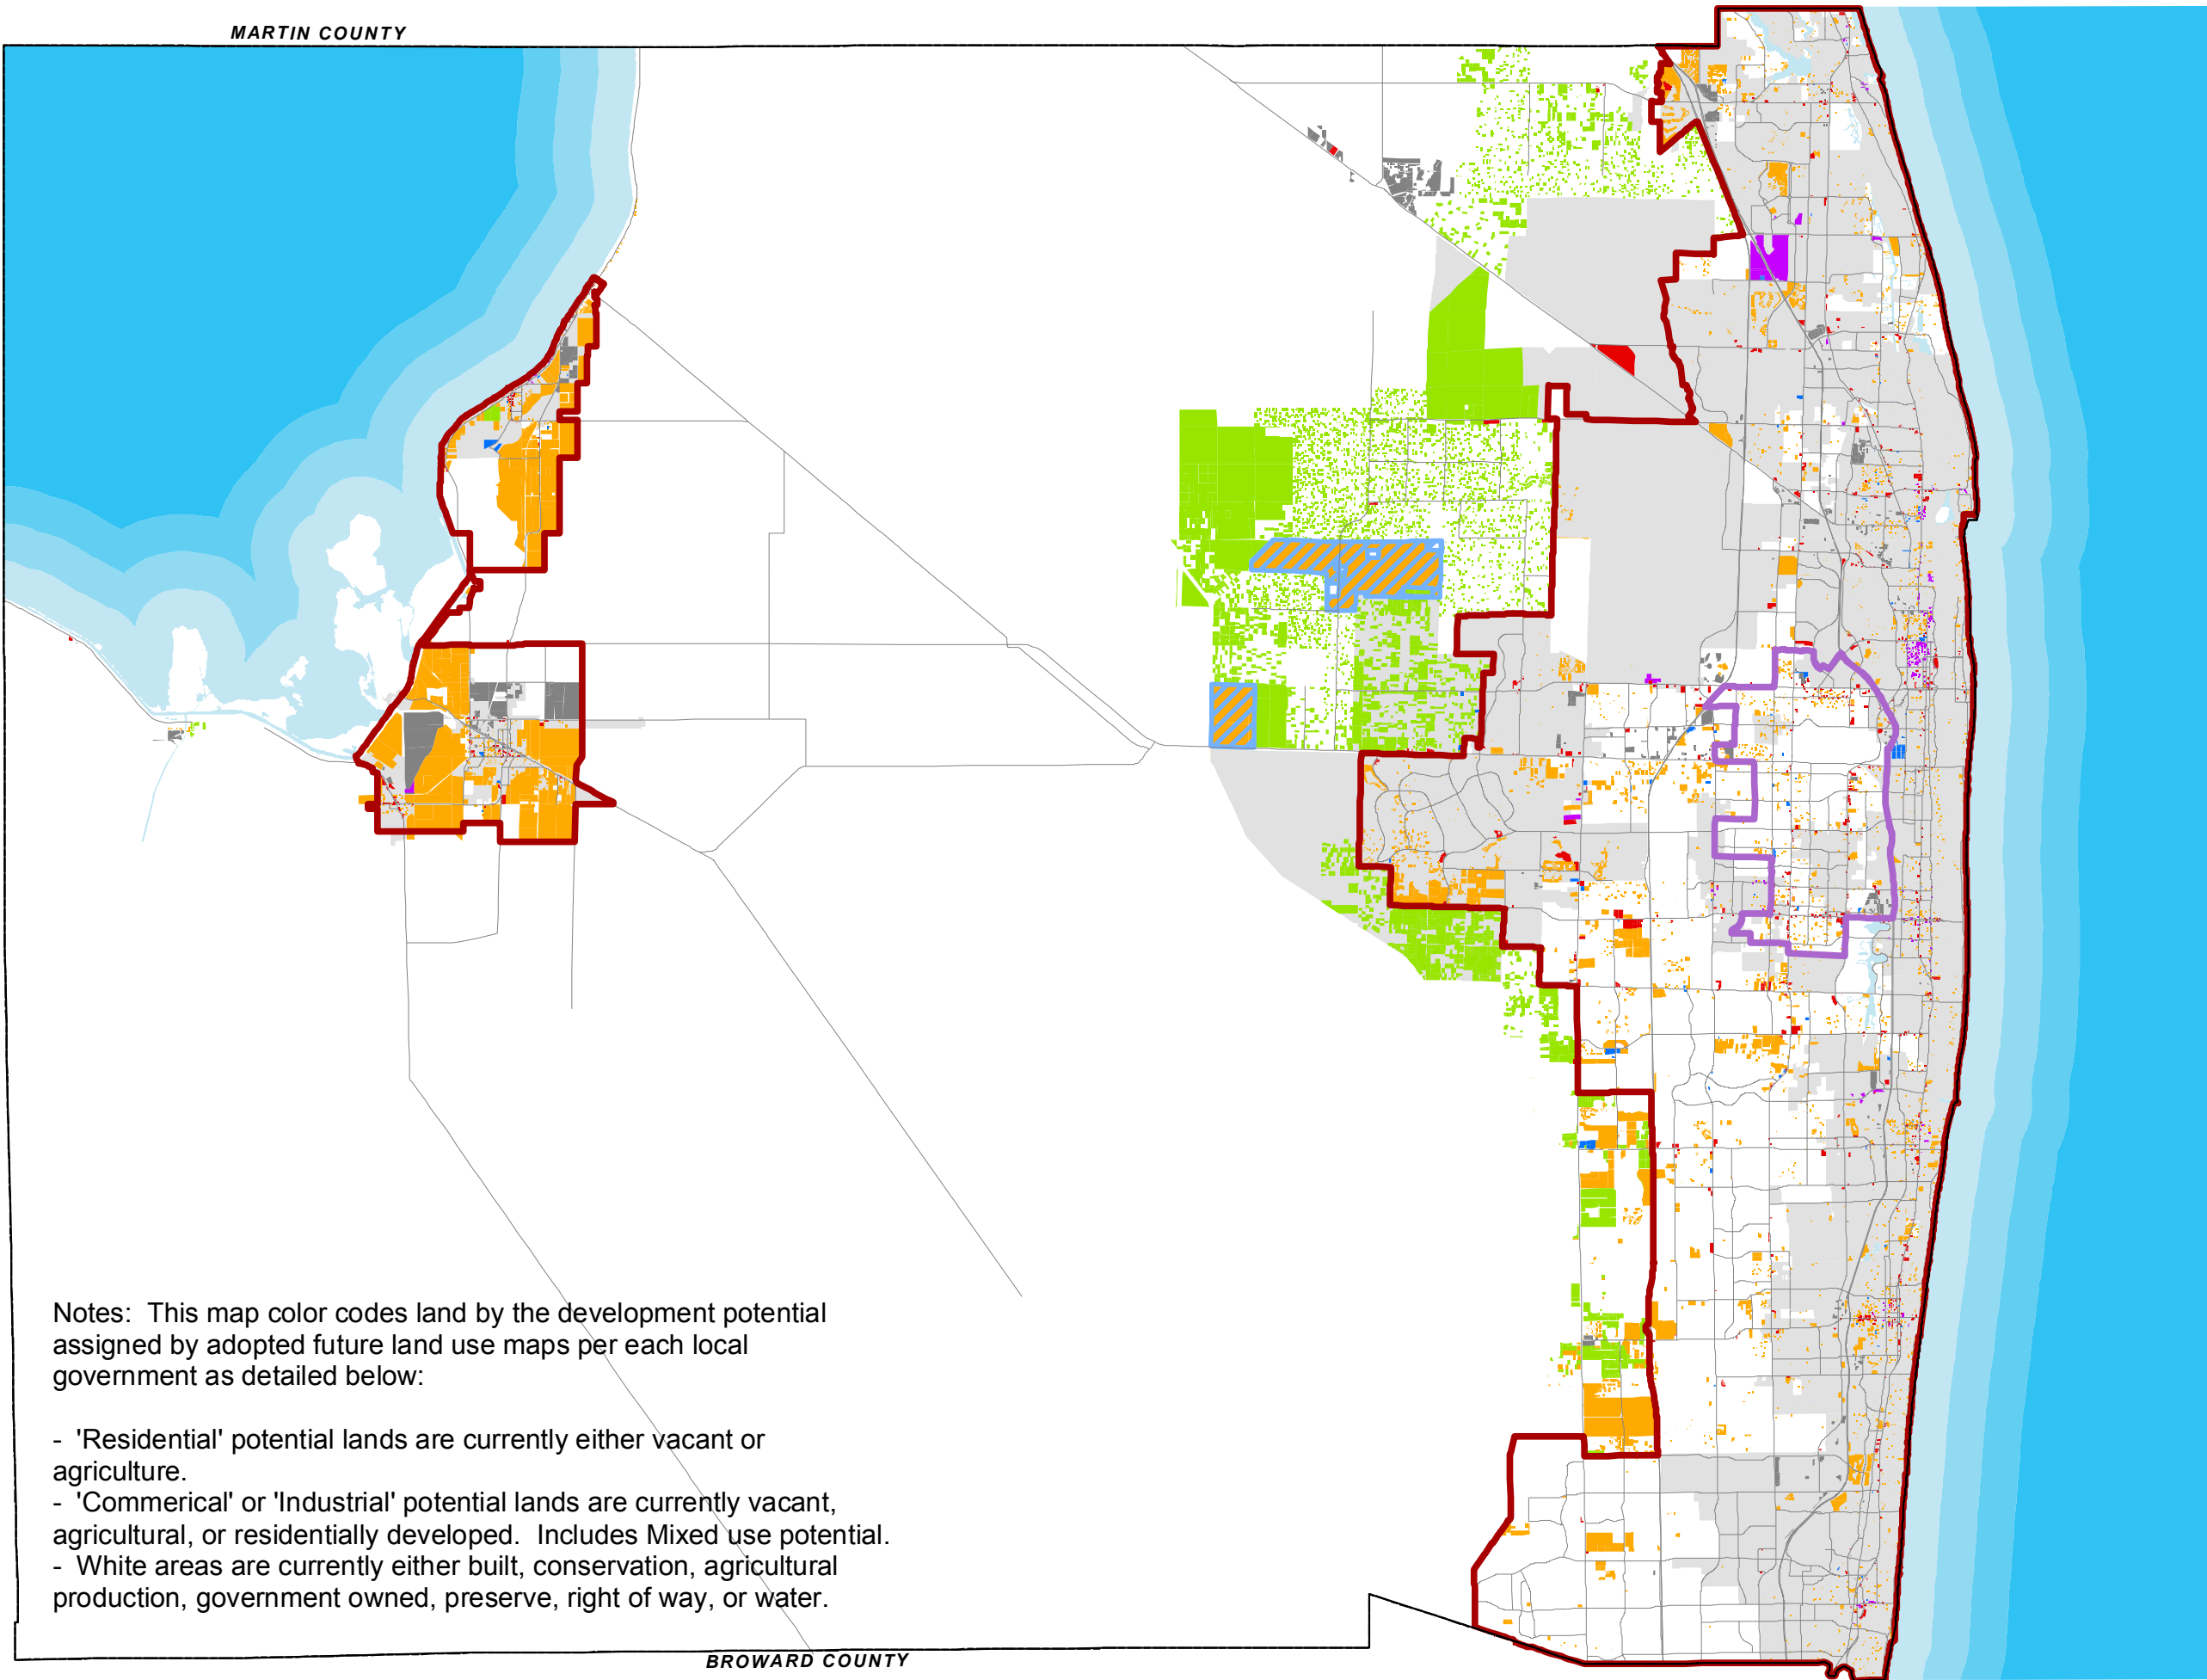 MARTIN COUNTY
Notes: This map color codes land by the development potential
assigned by adopted future land use maps per each local
government as detailed below:
- 'Residential' potential lands are currently either vacant or
agriculture.
- 'Commerical' or 'Industrial' potential lands are currently vacant,
agricultural, or residentially developed. Includes Mixed use potential.
- White areas are currently either built, conservation, agricultural
production, government owned, preserve, right of way, or water.
BROWARD COUNTY